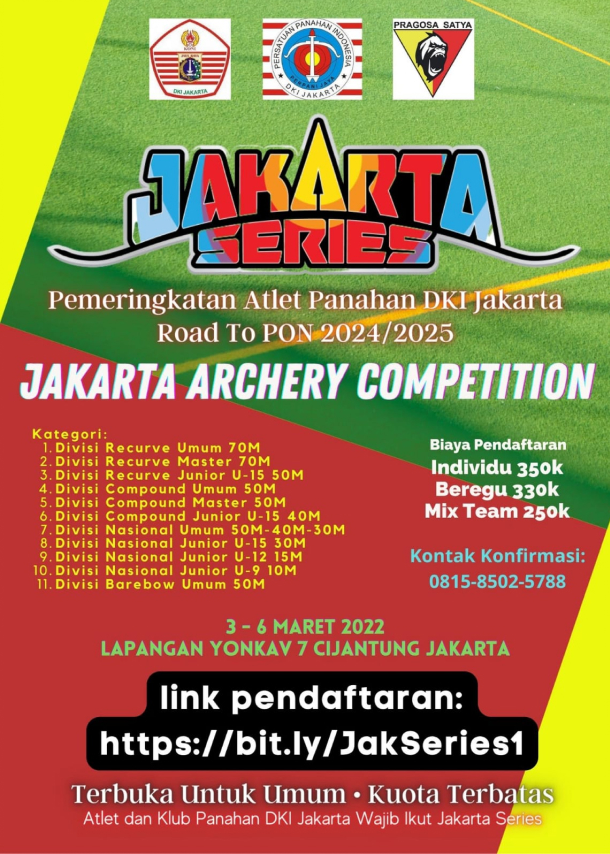 KONI
DKI JAKARTA
PERSATUAN PANAHAN INDONESIA
DKI JAKARTA
PRAGOSA SATYA
JAKARTA
SERIES
Pemeringkatan Atlet Panahan DKI Jakarta
Road To PON 2024/2025
JAKARTA ARCHERY COMPETITION
Kategori:
1. Divisi Recurve Umum 70M
2. Divisi Recurve Master 70M
3. Divisi Recurve Junior U-15 50M
4. Divisi Compound Umum 50M
5. Divisi Compound Master 50M
6. Divisi Compound Junior U-15 40M
7. Divisi Nasional Umum 50M-40M-30M
8. Divisi Nasional Junior U-15 30M
9. Divisi Nasional Junior U-12 15M
10. Divisi Nasional Junior U-9 10M
11. Divisi Barebow Umum 50M
Biaya Pendaftaran
Individu 350k
Beregu 330k
Mix Team 250k
Kontak Konfirmasi:
0815-8502-5788
3 - 6 MARET 2022
LAPANGAN YONKAV 7 CIJANTUNG JAKARTA
link pendaftaran:
https://bit.ly/JakSeries1
Terbuka Untuk Umum • Kuota Terbatas
Atlet dan Klub Panahan DKI Jakarta Wajib Ikut Jakarta Series